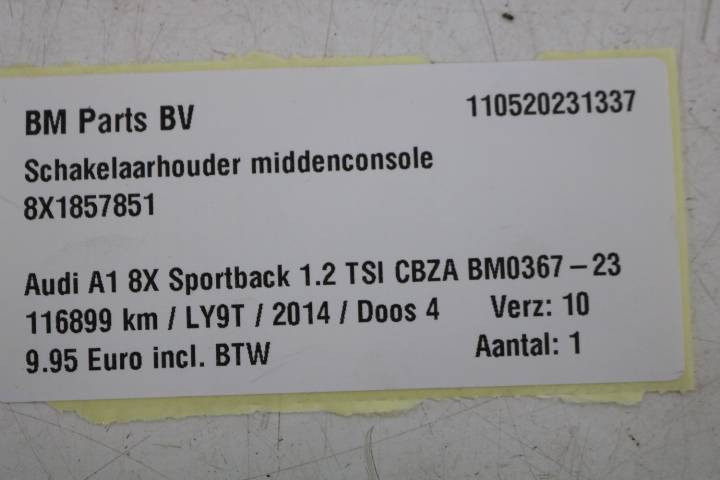 BM Parts BV 110520231337
Schakelaarhouder middenconsole
8X1857851
Audi A1 8X Sportback 1.2 TSI CBZA BM0367-23
116899 km / LY9T / 2014 / Doos 4 Verz: 10
9.95 Euro incl. BTW Aantal: 1